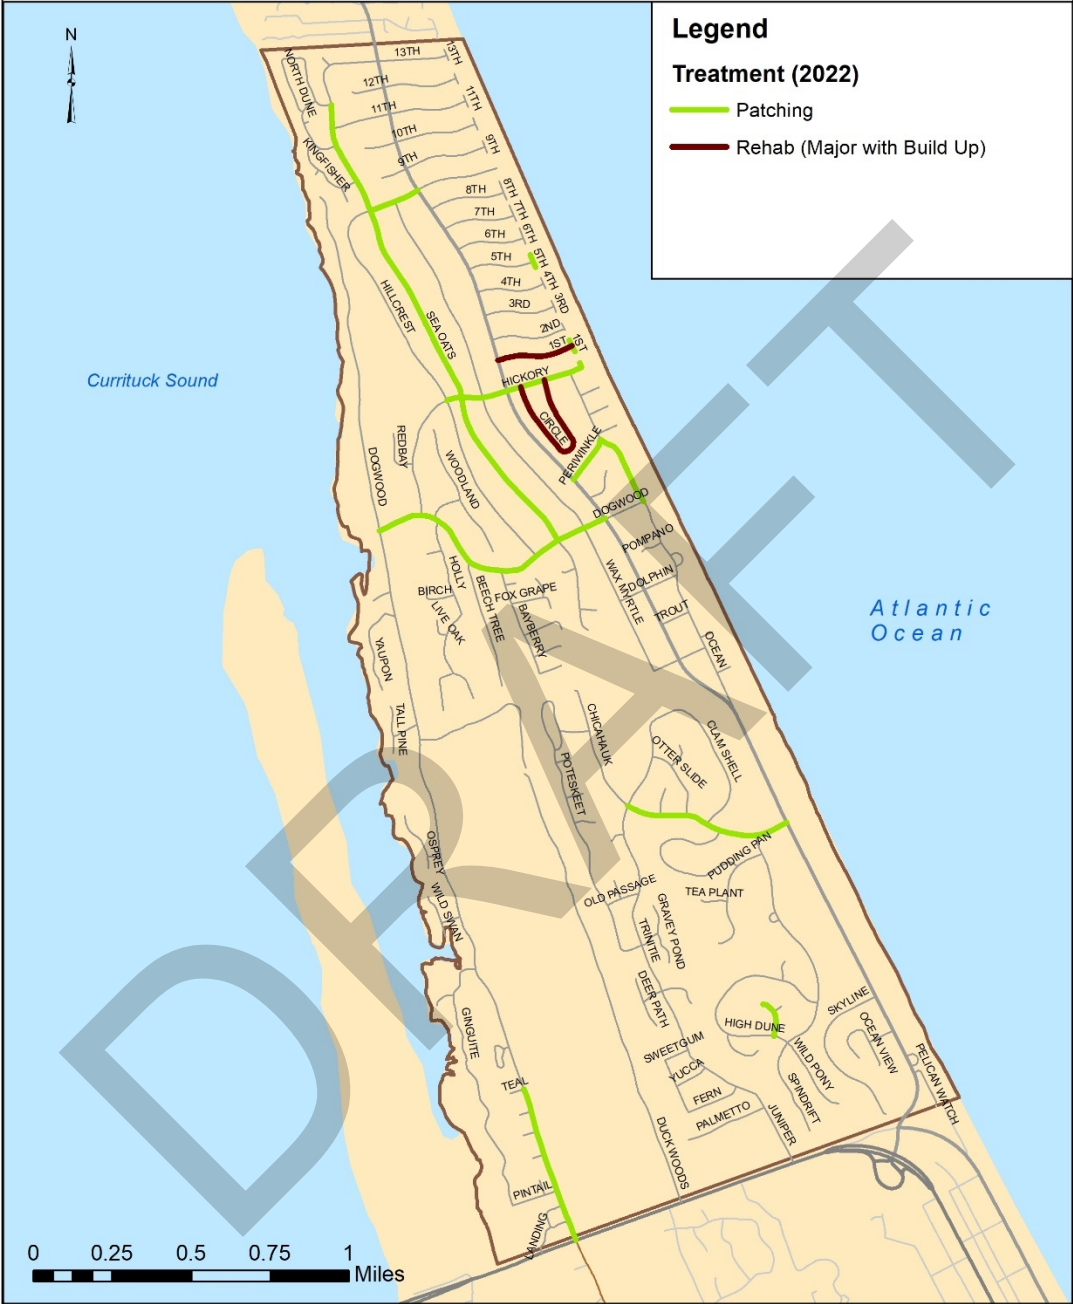 N
Legend
Treatment (2022)
Patching
Rehab (Major with Build Up)
13TH
13TH
NORTH DUNE
12TH
11TH
11TH
10TH
9TH
9TH
KINGFISHER
8TH
8TH
7TH
7TH
6TH
6TH
5TH
5TH
4TH
4TH
3RD
3RD
2ND
1ST
1ST
HILLCREST
SEA OATS
HICKORY
CIRCLE
Currituck Sound
REDBAY
DOGWOOD
WOODLAND
PERIWINKLE
DOGWOOD
POMPANO
HOLLY
BIRCH
BEECH TREE
FOX GRAPE
WAX MYRTLE
DOLPHIN
LIVE OAK
BAYBERRY
TROUT
Atlantic
Ocean
YAUPON
OCEAN
TALL PINE
CHICAHAUK
CLAM SHELL
OTTER SLIDE
POTESKEET
OSPREY
PUDDING PAN
WILD SWAN
OLD PASSAGE
TEA PLANT
GRAVEY POND
TRINITIE
DEER PATH
SKYLINE
GINGUITE
HIGH DUNE
OCEAN VIEW
SWEETGUM
WILD PONY
PELICAN WATCH
YUCCA
TEAL
SPINDRIFT
FERN
PALMETTO
JUNIPER
DUCK WOODS
PINTAIL
LANDING
DRAFT
0 0.25 0.5 0.75 1
Miles